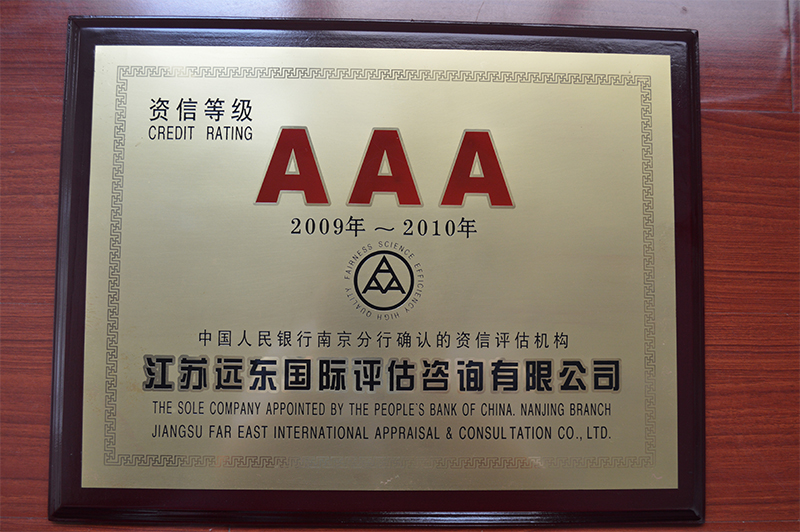 资信等级
CREDIT RATING
AAA
2009年～2010年
FAIRNESS SCIENCE EFFICIENCY HIGH QUALITY
中国人民银行南京分行确认的资信评估机构
江苏远东国际评估咨询有限公司
THE SOLE COMPANY APPOINTED BY THE PEOPLE'S BANK OF CHINA. NANJING BRANCH
JIANGSU FAR EAST INTERNATIONAL APPRAISAL & CONSULTATION CO., LTD.